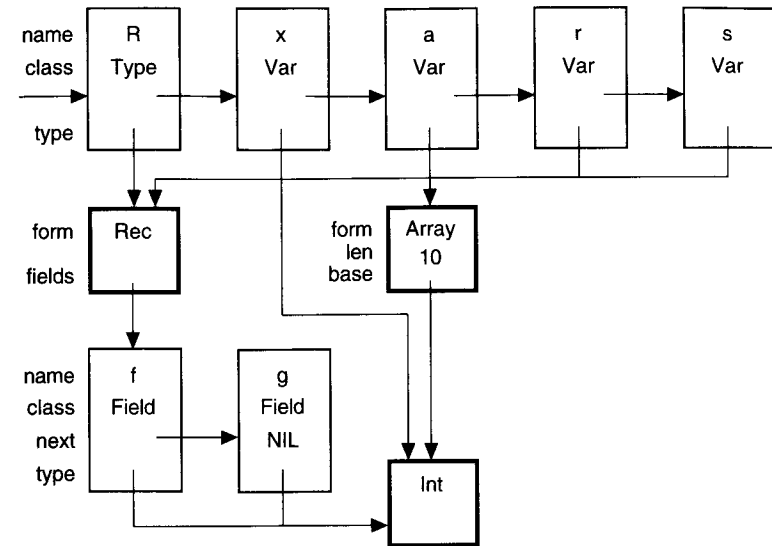 name R x a r s
class Type Var Var Var Var
type
form Rec form Array
len 10
fields base
name f g
class Field Field
next NIL
type Int